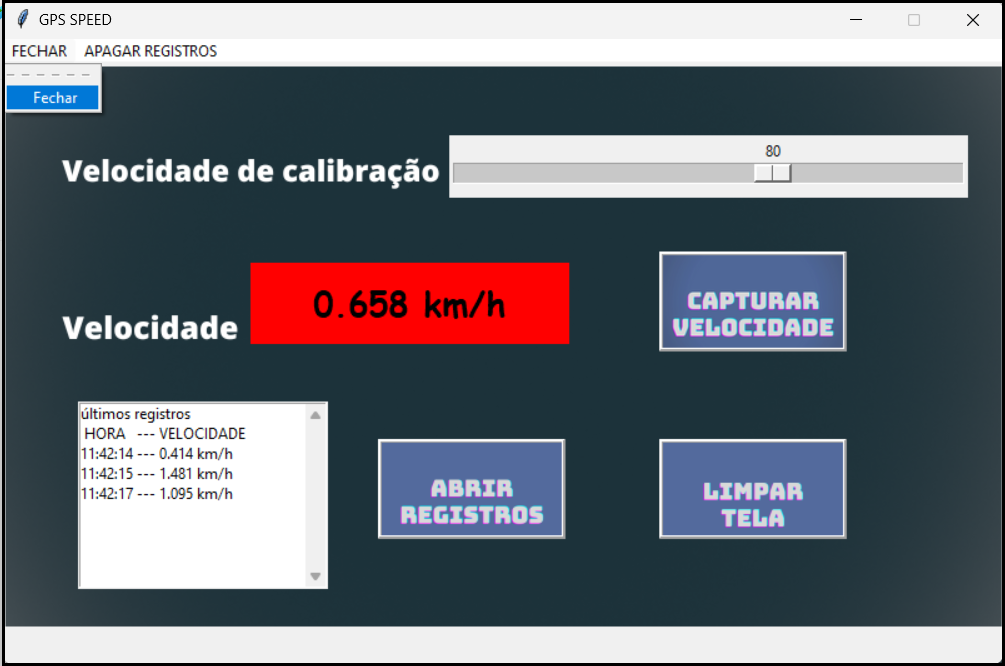 GPS SPEED
FECHAR APAGAR REGISTROS
Fechar
80
Velocidade de calibração
0.658 km/h
Velocidade
CAPTURAR
VELOCIDADE
últimos registros
HORA --- VELOCIDADE
11:42:14 --- 0.414 km/h
11:42:15 --- 1.481 km/h
11:42:17 --- 1.095 km/h
ABRIR
REGISTROS
LIMPAR
TELA